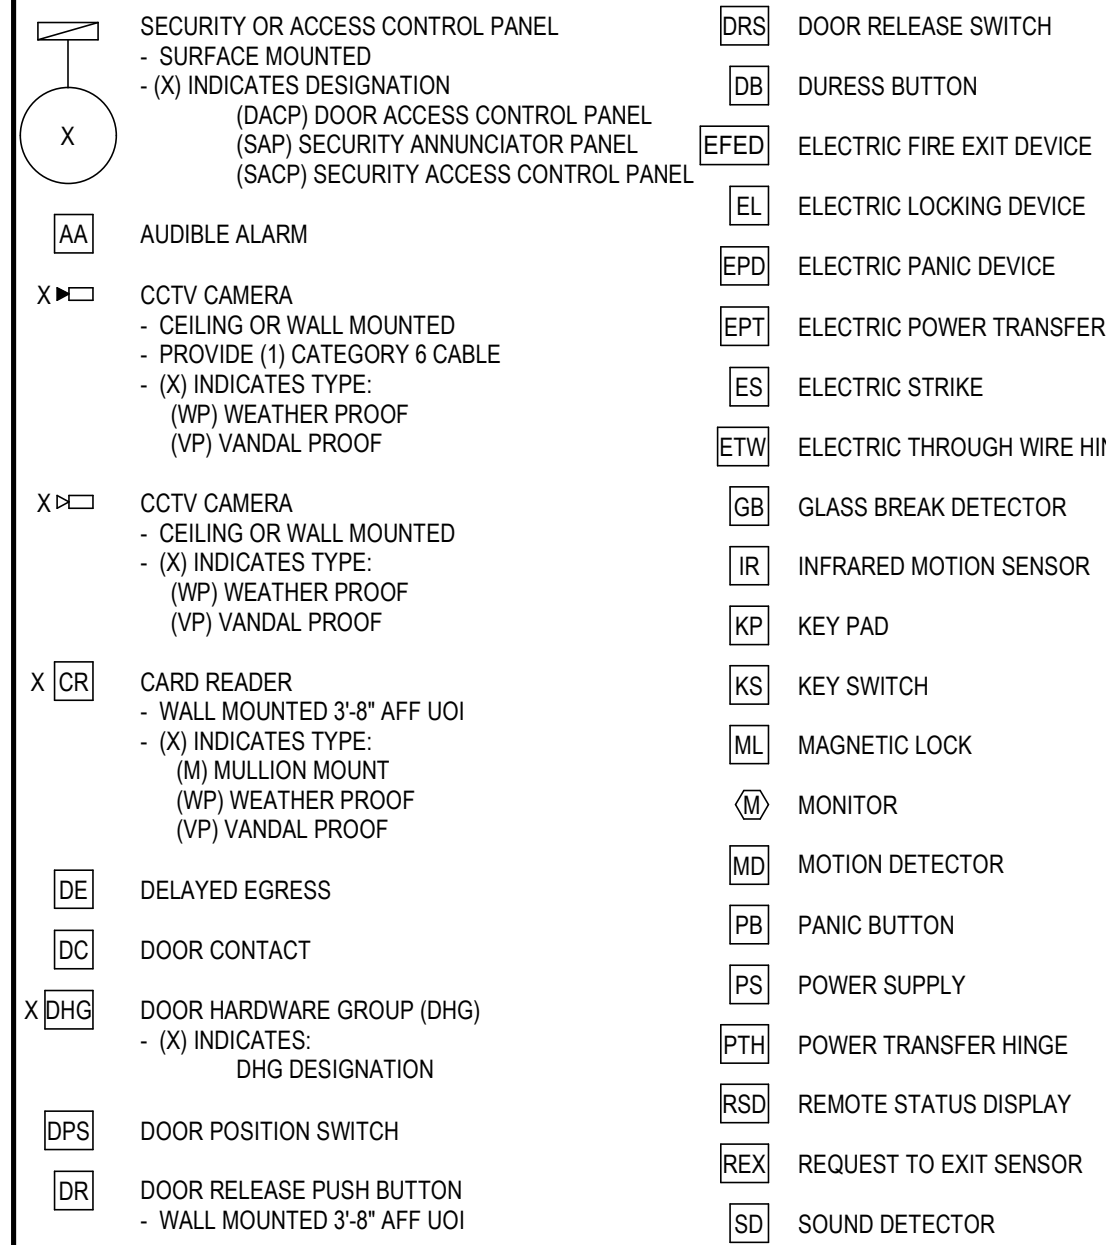 SECURITY OR ACCESS CONTROL PANEL
- SURFACE MOUNTED
- (X) INDICATES DESIGNATION
X (DACP) DOOR ACCESS CONTROL PANEL
(SAP) SECURITY ANNUNCIATOR PANEL
(SACP) SECURITY ACCESS CONTROL PANEL
AA AUDIBLE ALARM
X CCTV CAMERA
- CEILING OR WALL MOUNTED
- PROVIDE (1) CATEGORY 6 CABLE
- (X) INDICATES TYPE:
(WP) WEATHER PROOF
(VP) VANDAL PROOF
X CCTV CAMERA
- CEILING OR WALL MOUNTED
- (X) INDICATES TYPE:
(WP) WEATHER PROOF
(VP) VANDAL PROOF
X CR CARD READER
- WALL MOUNTED 3'-8" AFF UOI
- (X) INDICATES TYPE:
(M) MULLION MOUNT
(WP) WEATHER PROOF
(VP) VANDAL PROOF
DE DELAYED EGRESS
DC DOOR CONTACT
X DHG DOOR HARDWARE GROUP (DHG)
- (X) INDICATES:
DHG DESIGNATION
DPS DOOR POSITION SWITCH
DR DOOR RELEASE PUSH BUTTON
- WALL MOUNTED 3'-8" AFF UOI
DRS DOOR RELEASE SWITCH
DB DURESS BUTTON
EFED ELECTRIC FIRE EXIT DEVICE
EL ELECTRIC LOCKING DEVICE
EPD ELECTRIC PANIC DEVICE
EPT ELECTRIC POWER TRANSFER
ES ELECTRIC STRIKE
ETW ELECTRIC THROUGH WIRE
GB GLASS BREAK DETECTOR
IR INFRARED MOTION SENSOR
KP KEY PAD
KS KEY SWITCH
ML MAGNETIC LOCK
M MONITOR
MD MOTION DETECTOR
PB PANIC BUTTON
PS POWER SUPPLY
PTH POWER TRANSFER HINGE
RSD REMOTE STATUS DISPLAY
REX REQUEST TO EXIT SENSOR
SD SOUND DETECTOR